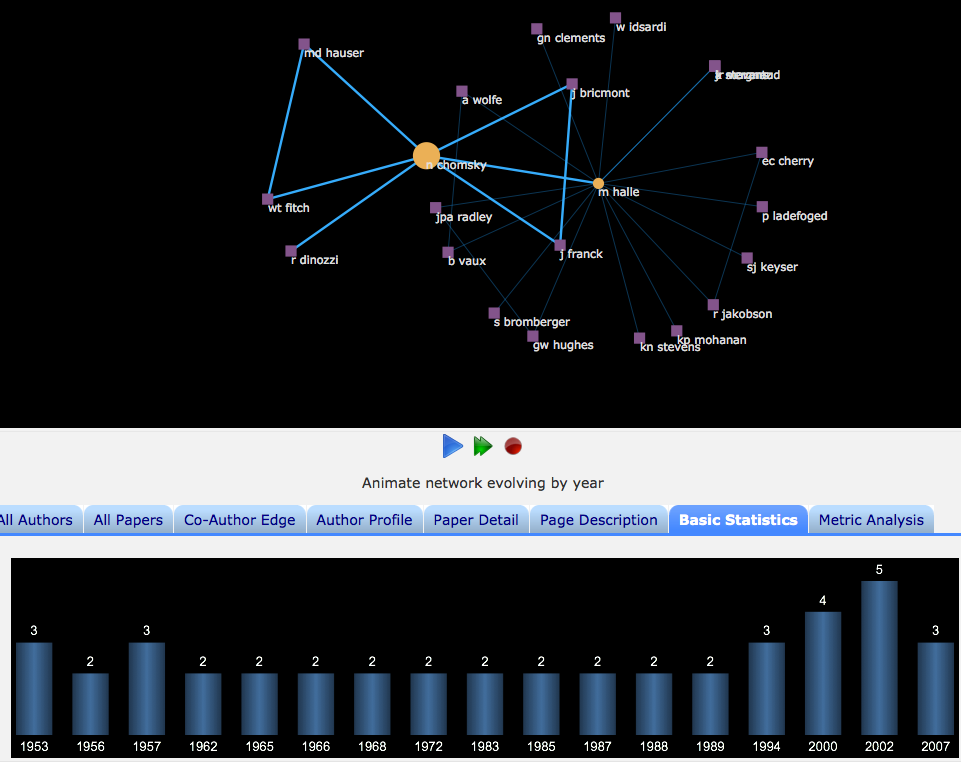 w idsardi
gn clements
md hauser
a wolfe
j bricmont
n chomsky
ec cherry
m halle
wt fitch
jpa radley
p ladefoged
r dinozzi
b vaux
j franck
sj keyser
s bromberger
r jakobson
gw hughes
kn stevens
kp mohanan
Animate network evolving by year
All Authors All Papers Co-Author Edge Author Profile Paper Detail Page Description Basic Statistics Metric Analysis
5
4
3 3 3 3
2 2 2 2 2 2 2 2 2 2 2
1953 1956 1957 1962 1965 1966 1968 1972 1983 1985 1987 1988 1989 1994 2000 2002 2007